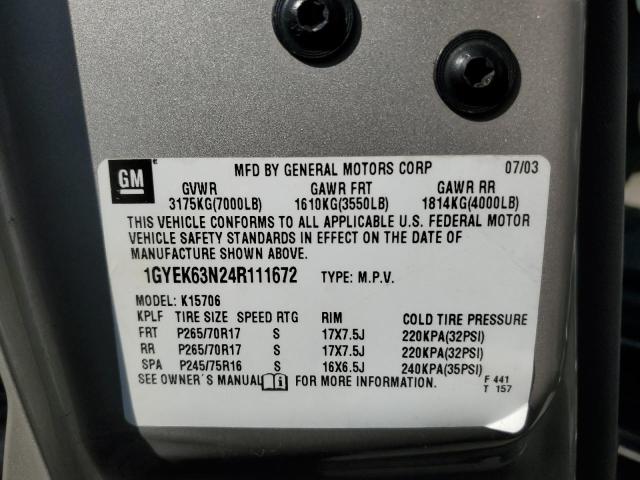 GM
MFD BY GENERAL MOTORS CORP 07/03
GVWR GAWR FRT GAWR RR
3175KG(7000LB) 1610KG(3550LB) 1814KG(4000LB)
THIS VEHICLE CONFORMS TO ALL APPLICABLE U.S. FEDERAL MOTOR
VEHICLE SAFETY STANDARDS IN EFFECT ON THE DATE OF
MANUFACTURE SHOWN ABOVE.
1GYEK63N24R111672 TYPE: M.P.V.
MODEL: K15706
KPLF TIRE SIZE SPEED RTG RIM COLD TIRE PRESSURE
FRT P265/70R17 S 17X7.5J 220KPA(32PSI)
RR P265/70R17 S 17X7.5J 220KPA(32PSI)
SPA P245/75R16 S 16X6.5J 240KPA(35PSI)
SEE OWNER'S MANUAL FOR MORE INFORMATION. F 441
T 157